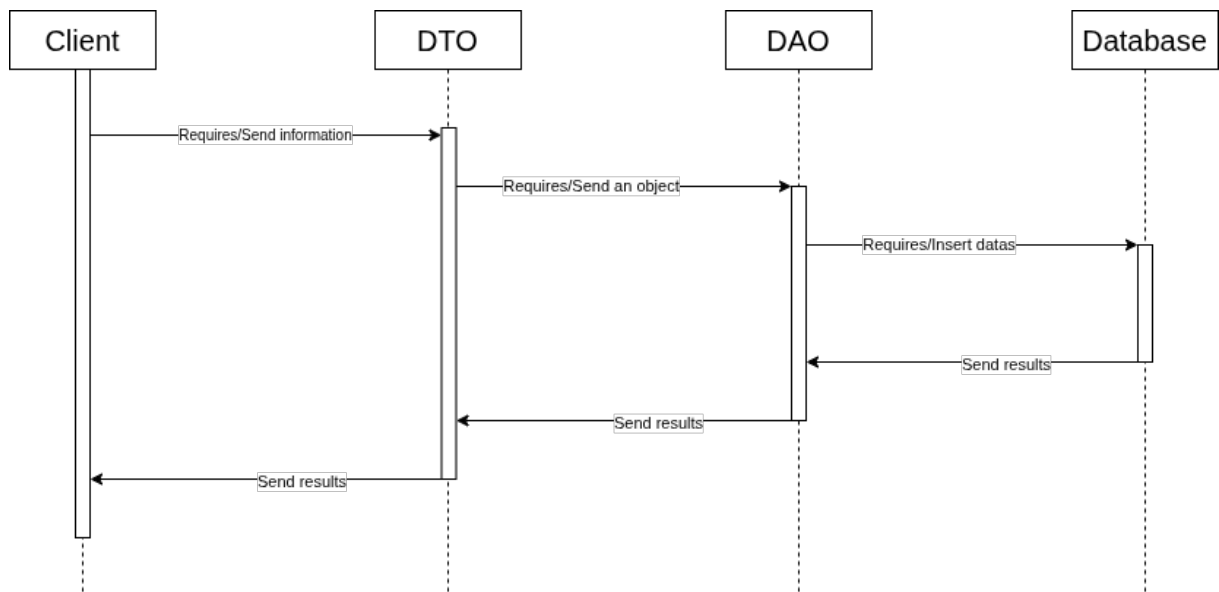 Client
DTO
DAO
Database
Requires/Send information
Requires/Send an object
Requires/Insert datas
Send results
Send results
Send results